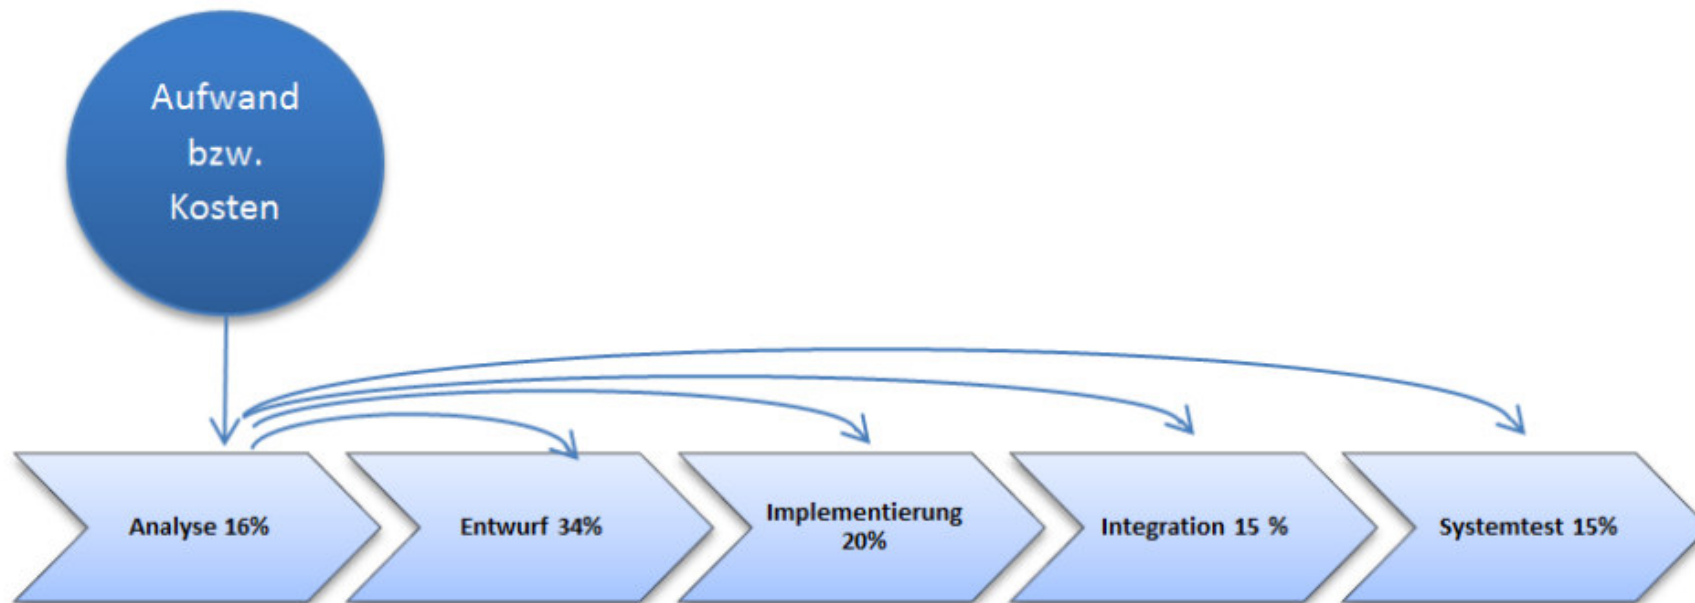 Aufwand
bzw.
Kosten
Analyse 16%
Entwurf 34%
Implementierung
20%
Integration 15 %
Systemtest 15%